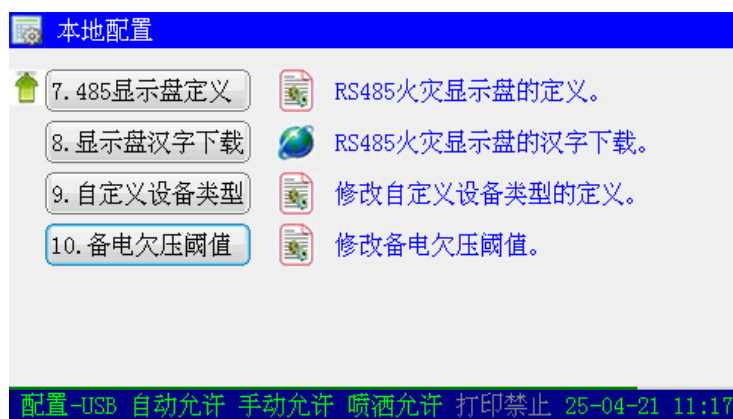 本地配置
7.485显示盘定义 RS485火灾显示盘的定义。
8.显示盘汉字下载 RS485火灾显示盘的汉字下载。
9.自定义设备类型 修改自定义设备类型的定义。
10.备电欠压阈值 修改备电欠压阈值。
配置-USB 自动允许 手动允许 喷洒允许 打印禁止 25-04-21 11:17